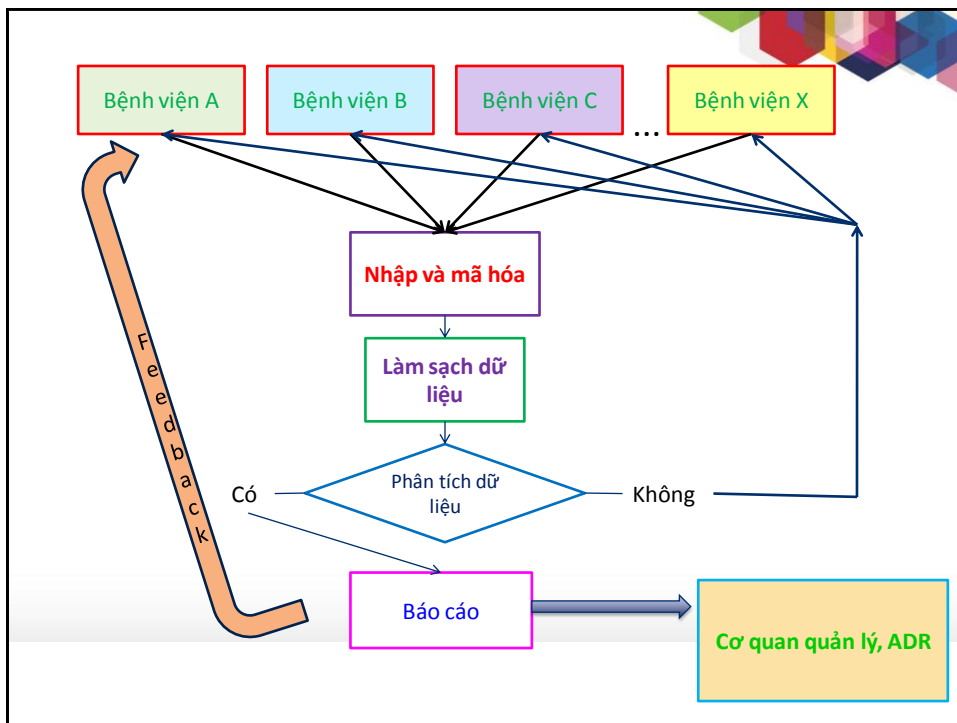 Bệnh viện A
Bệnh viện B
Bệnh viện C
...
Bệnh viện X
Nhập và mã hóa
Làm sạch dữ
liệu
Phân tích dữ
liệu
Có
Không
Feedback
Báo cáo
Cơ quan quản lý, ADR